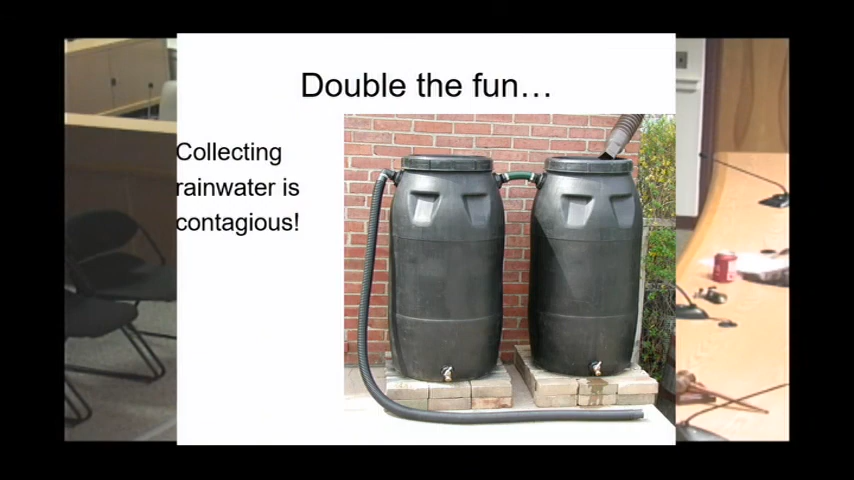 Double the fun…
Collecting
rainwater is
contagious!